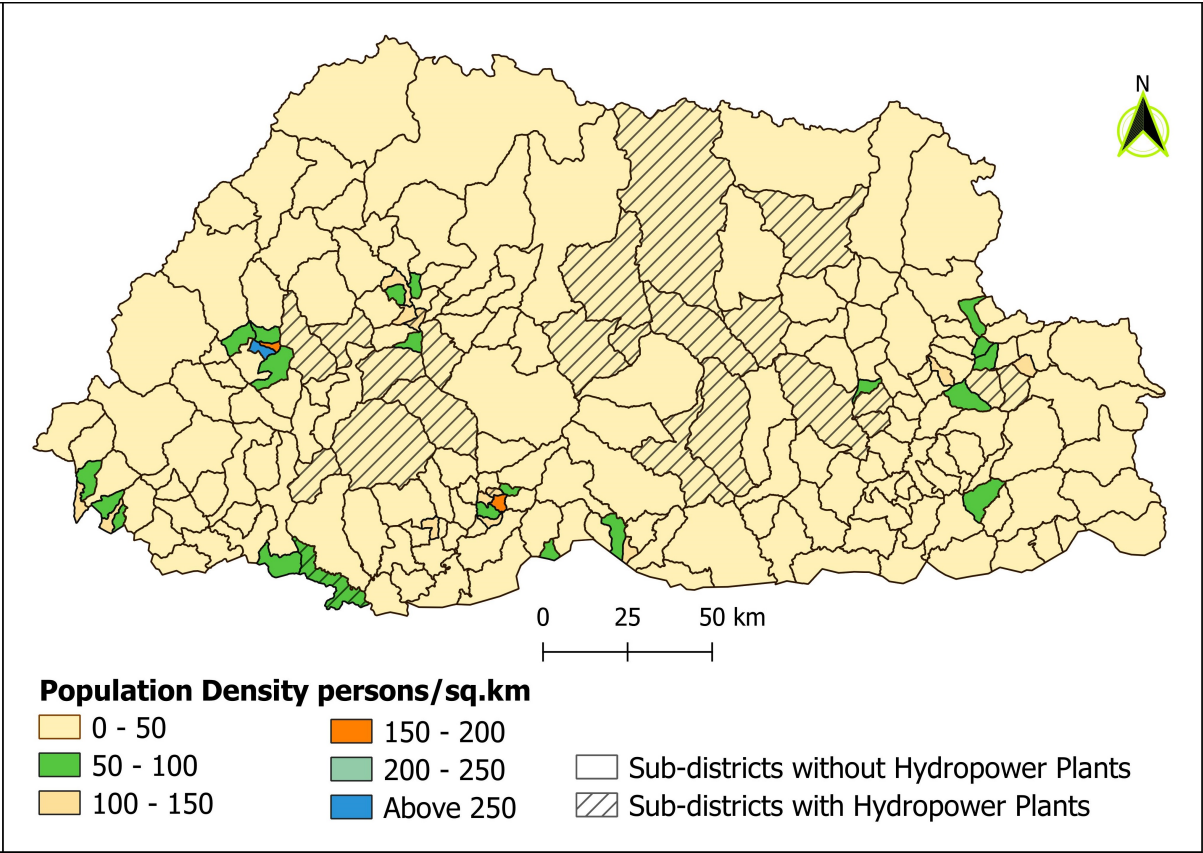 N
0 25 50 km
Population Density persons/sq.km
0 - 50
50 - 100
100 - 150
150 - 200
200 - 250
Above 250
Sub-districts without Hydropower Plants
Sub-districts with Hydropower Plants